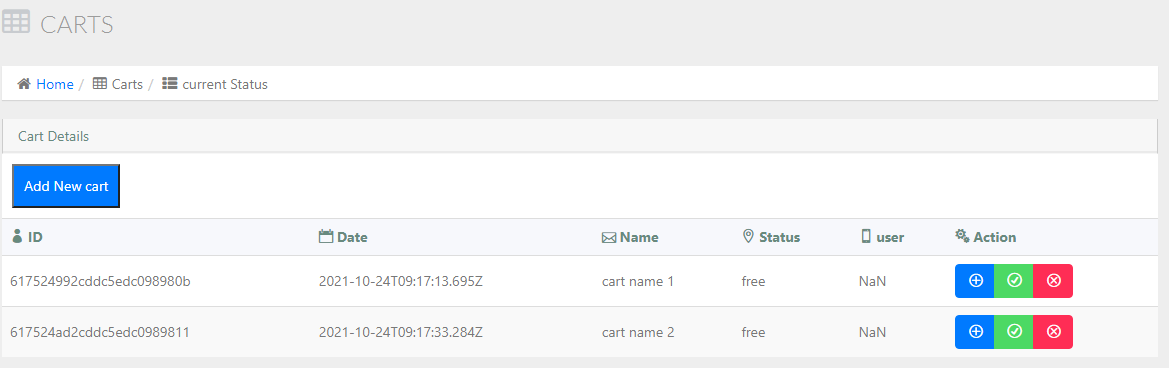 CARTS
Home / Carts / current Status
Cart Details
Add New cart
ID Date Name Status user Action
617524992cddc5edc098980b 2021-10-24T09:17:13.695Z cart name 1 free NaN
617524ad2cddc5edc0989811 2021-10-24T09:17:33.284Z cart name 2 free NaN